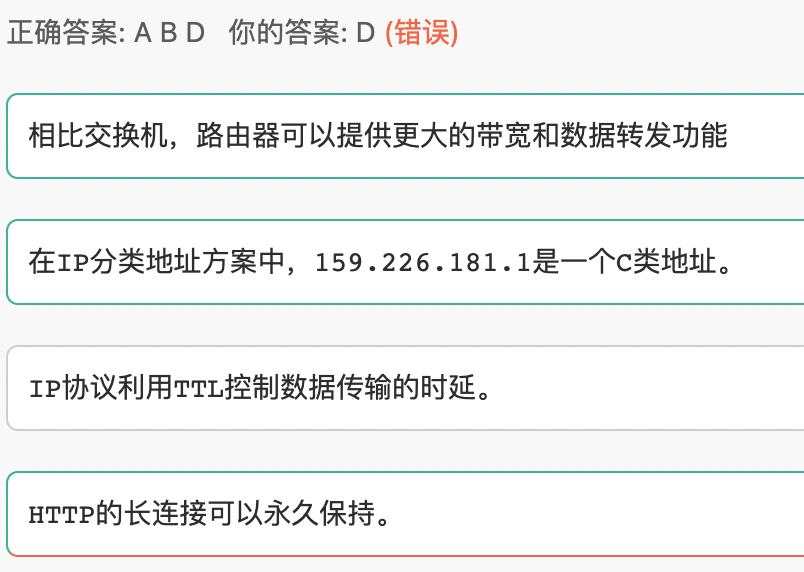 正确答案: A B D 你的答案: D (错误)
相比交换机，路由器可以提供更大的带宽和数据转发功能
在IP分类地址方案中，159.226.181.1是一个C类地址。
IP协议利用TTL控制数据传输的时延。
HTTP的长连接可以永久保持。